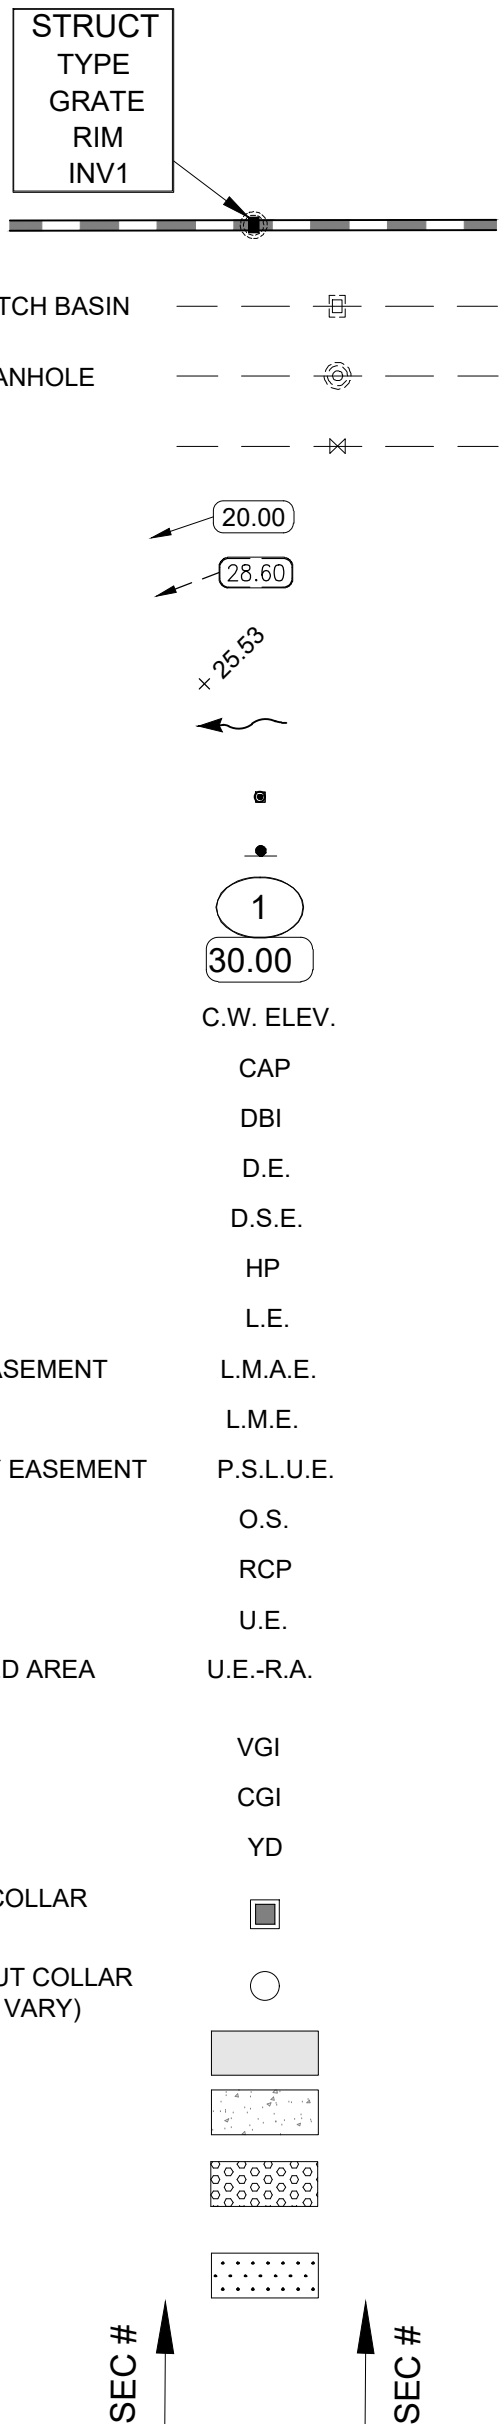 STRUCT
TYPE
GRATE
RIM
INV1
TCH BASIN
ANHOLE
20.00
28.60
× 25.53
1
30.00
C.W. ELEV.
CAP
DBI
D.E.
D.S.E.
HP
L.E.
ASEMENT L.M.A.E.
L.M.E.
EASEMENT P.S.L.U.E.
O.S.
RCP
U.E.
D AREA U.E.-R.A.
VGI
CGI
YD
COLLAR
UT COLLAR
VARY)
SEC #
SEC #